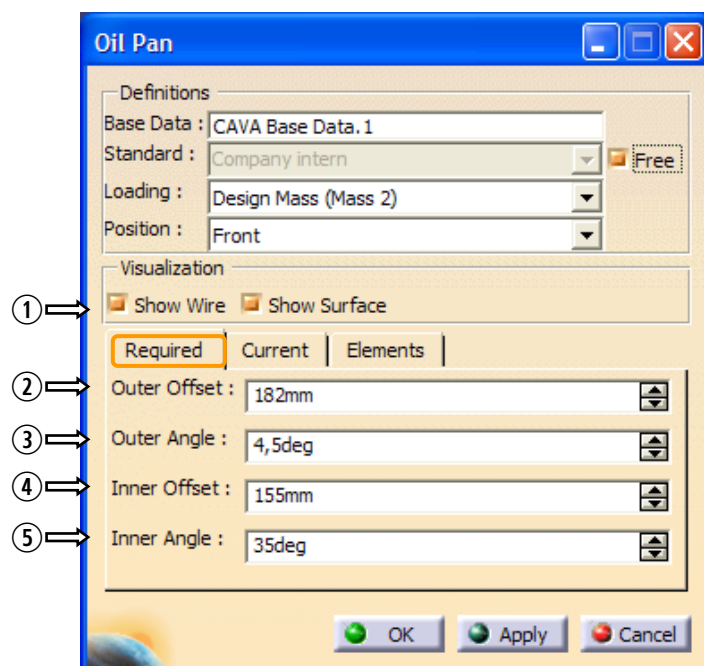 Oil Pan
Definitions
Base Data : CAVA Base Data.1
Standard : Company intern Free
Loading : Design Mass (Mass 2)
Position : Front
Visualization
① Show Wire Show Surface
Required Current Elements
② Outer Offset : 182mm
③ Outer Angle : 4,5deg
④ Inner Offset : 155mm
⑤ Inner Angle : 35deg
OK Apply Cancel